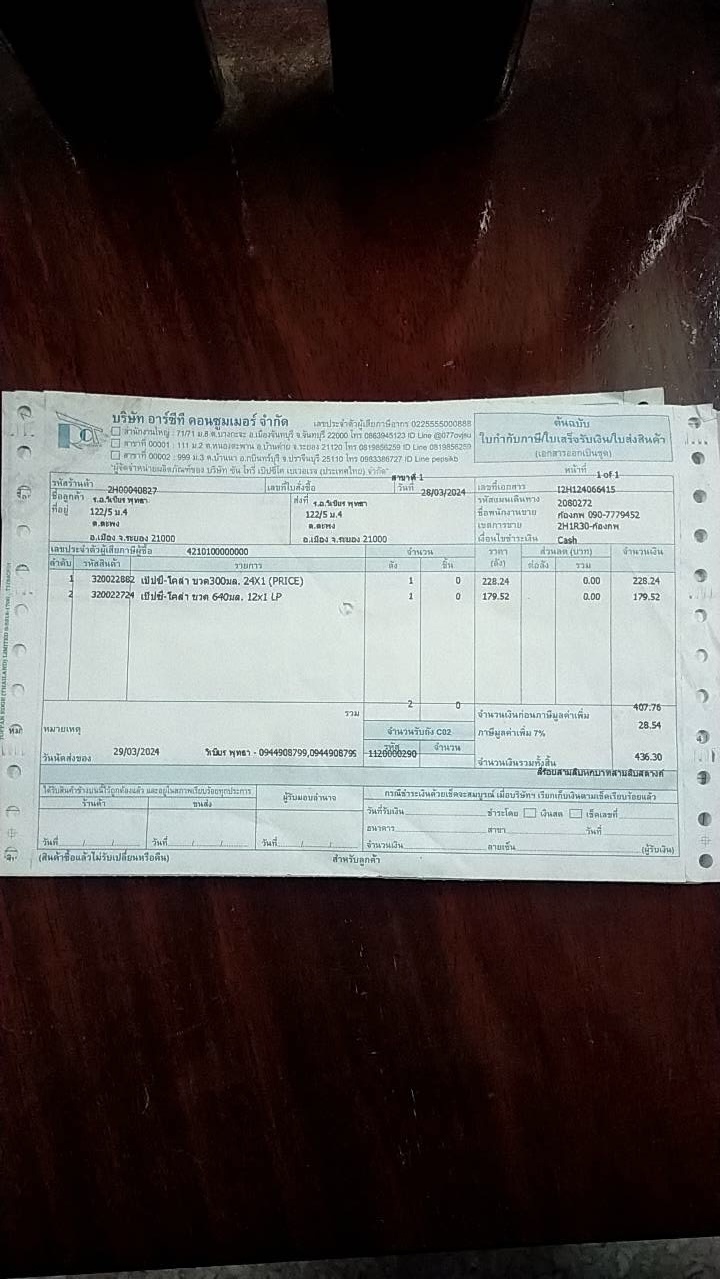 บริษัท อาร์ซีที คอนซูมเมอร์ จำกัด
เลขประจำตัวผู้เสียภาษีอากร 0225555000888
สำนักงานใหญ่ : 71/71 ม.8 ต.บางกะจะ อ.เมืองจันทบุรี จ.จันทบุรี 22000 โทร 0863945123 ID Line @077ovjau
สาขาที่ 00001 : 111 ม.2 ต.หนองตะพาน อ.บ้านค่าย จ.ระยอง 21120 โทร 0819856259 ID Line 0819856259
สาขาที่ 00002 : 999 ม.3 ต.บ้านนา อ.กบินทร์บุรี จ.ปราจีนบุรี 25110 โทร 0983386727 ID Line pepsikb
"ผู้จัดจำหน่ายผลิตภัณฑ์ของ บริษัท ซันโทรี่ เป๊ปซี่โค เบเวอเรจ (ประเทศไทย) จำกัด"
ต้นฉบับ
ใบกำกับภาษี/ใบเสร็จรับเงิน/ใบส่งสินค้า
(เอกสารออกเป็นชุด)
หน้าที่ 1 of 1
รหัสร้านค้า 2H00040827
เลขที่ใบสั่งซื้อ
สาขาที่ 1
วันที่ 28/03/2024
เลขที่เอกสาร I2H124066415
ชื่อลูกค้า ร.อ.วิเบียร พุทธา
ส่งที่ ร.อ.วิเบียร พุทธา
รหัสแผนเดินทาง 2080272
ที่อยู่ 122/5 ม.4
122/5 ม.4
ชื่อพนักงานขาย ก้องภพ 090-7779452
ต.ตะพง
ต.ตะพง
เขตการขาย 2H1R30-ก้องภพ
อ.เมือง จ.ระยอง 21000
อ.เมือง จ.ระยอง 21000
เงื่อนไขชำระเงิน Cash
เลขประจำตัวผู้เสียภาษีผู้ซื้อ 4210100000000
จำนวน ราคา ส่วนลด (บาท) จำนวนเงิน
ลำดับ รหัสสินค้า รายการ ลัง ชิ้น (ลัง) ต่อลัง รวม
1 320022882 เป๊ปซี่-โคล่า ขวด300มล. 24X1 (PRICE) 1 0 228.24 0.00 228.24
2 320022724 เป๊ปซี่-โคล่า ขวด 640มล. 12x1 LP 1 0 179.52 0.00 179.52
รวม 2 0
จำนวนเงินก่อนภาษีมูลค่าเพิ่ม 407.76
หมายเหตุ
จำนวนรับถัง CO2
ภาษีมูลค่าเพิ่ม 7% 28.54
รหัส จำนวน
วันนัดส่งของ 29/03/2024 วิเบียร พุทธา - 0944908799,0944908795 1120000290
จำนวนเงินรวมทั้งสิ้น 436.30
สี่ร้อยสามสิบหกบาทสามสิบสตางค์
ได้รับสินค้าข้างบนนี้ไว้ถูกต้องแล้ว และอยู่ในสภาพเรียบร้อยทุกประการ
ผู้รับมอบอำนาจ
กรณีชำระเงินด้วยเช็คจะสมบูรณ์ เมื่อบริษัทฯ เรียกเก็บเงินตามเช็คเรียบร้อยแล้ว
ร้านค้า ขนส่ง
วันที่รับเงิน ชำระโดย เงินสด เช็คเลขที่
ธนาคาร สาขา วันที่
วันที่ / / วันที่ / / วันที่ / /
จำนวนเงิน ลายเซ็น (ผู้รับเงิน)
(สินค้าซื้อแล้วไม่รับเปลี่ยนหรือคืน)
สำหรับลูกค้า